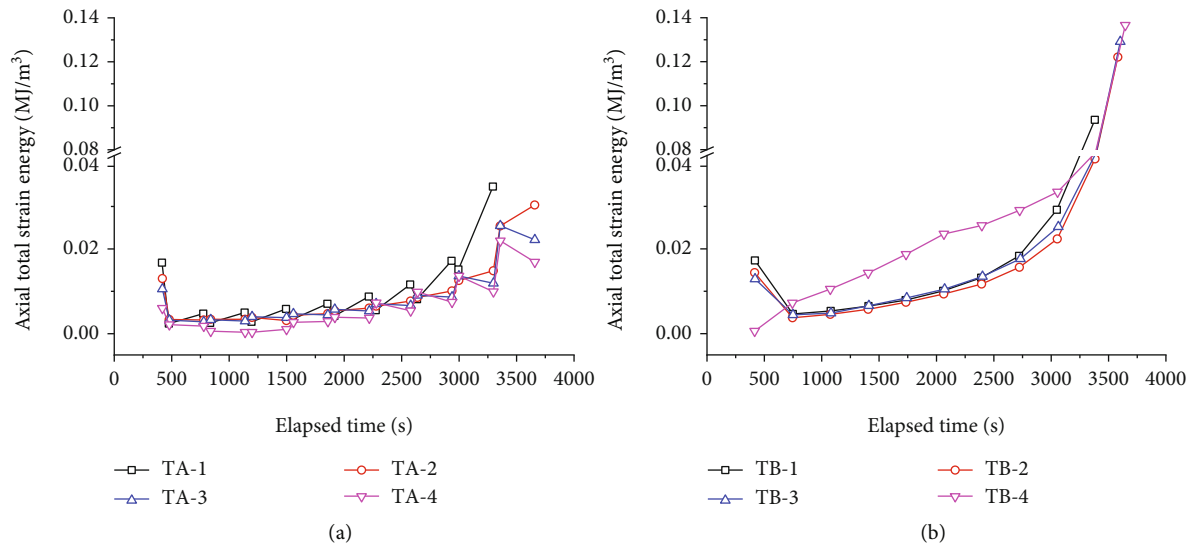 0.14
0.12
0.10
0.08
0.04
0.02
0.00
Axial total strain energy (MJ/m³)
0 500 1000 1500 2000 2500 3000 3500 4000
Elapsed time (s)
TA-1 TA-2
TA-3 TA-4
(a)
0.14
0.12
0.10
0.08
0.04
0.02
0.00
Axial total strain energy (MJ/m³)
0 500 1000 1500 2000 2500 3000 3500 4000
Elapsed time (s)
TB-1 TB-2
TB-3 TB-4
(b)